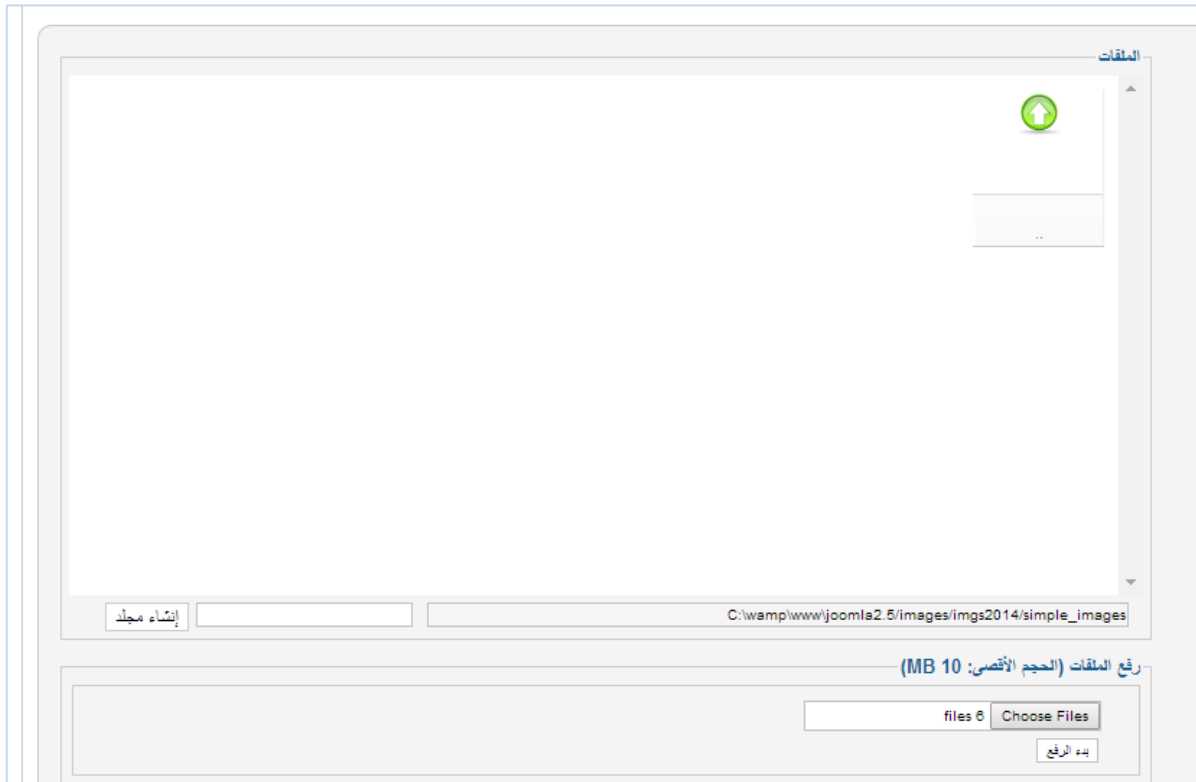 الملفات
..
C:\wamp\www\joomla2.5/images/imgs2014/simple_images
إنشاء مجلد
رفع الملفات (الحجم الأقصى: 10 MB)
Choose Files 6 files
بدء الرفع